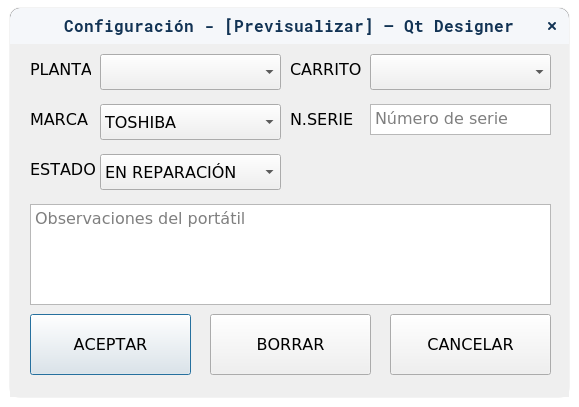 Configuración - [Previsualizar] — Qt Designer ×
PLANTA CARRITO
MARCA TOSHIBA N.SERIE Número de serie
ESTADO EN REPARACIÓN
Observaciones del portátil
ACEPTAR BORRAR CANCELAR